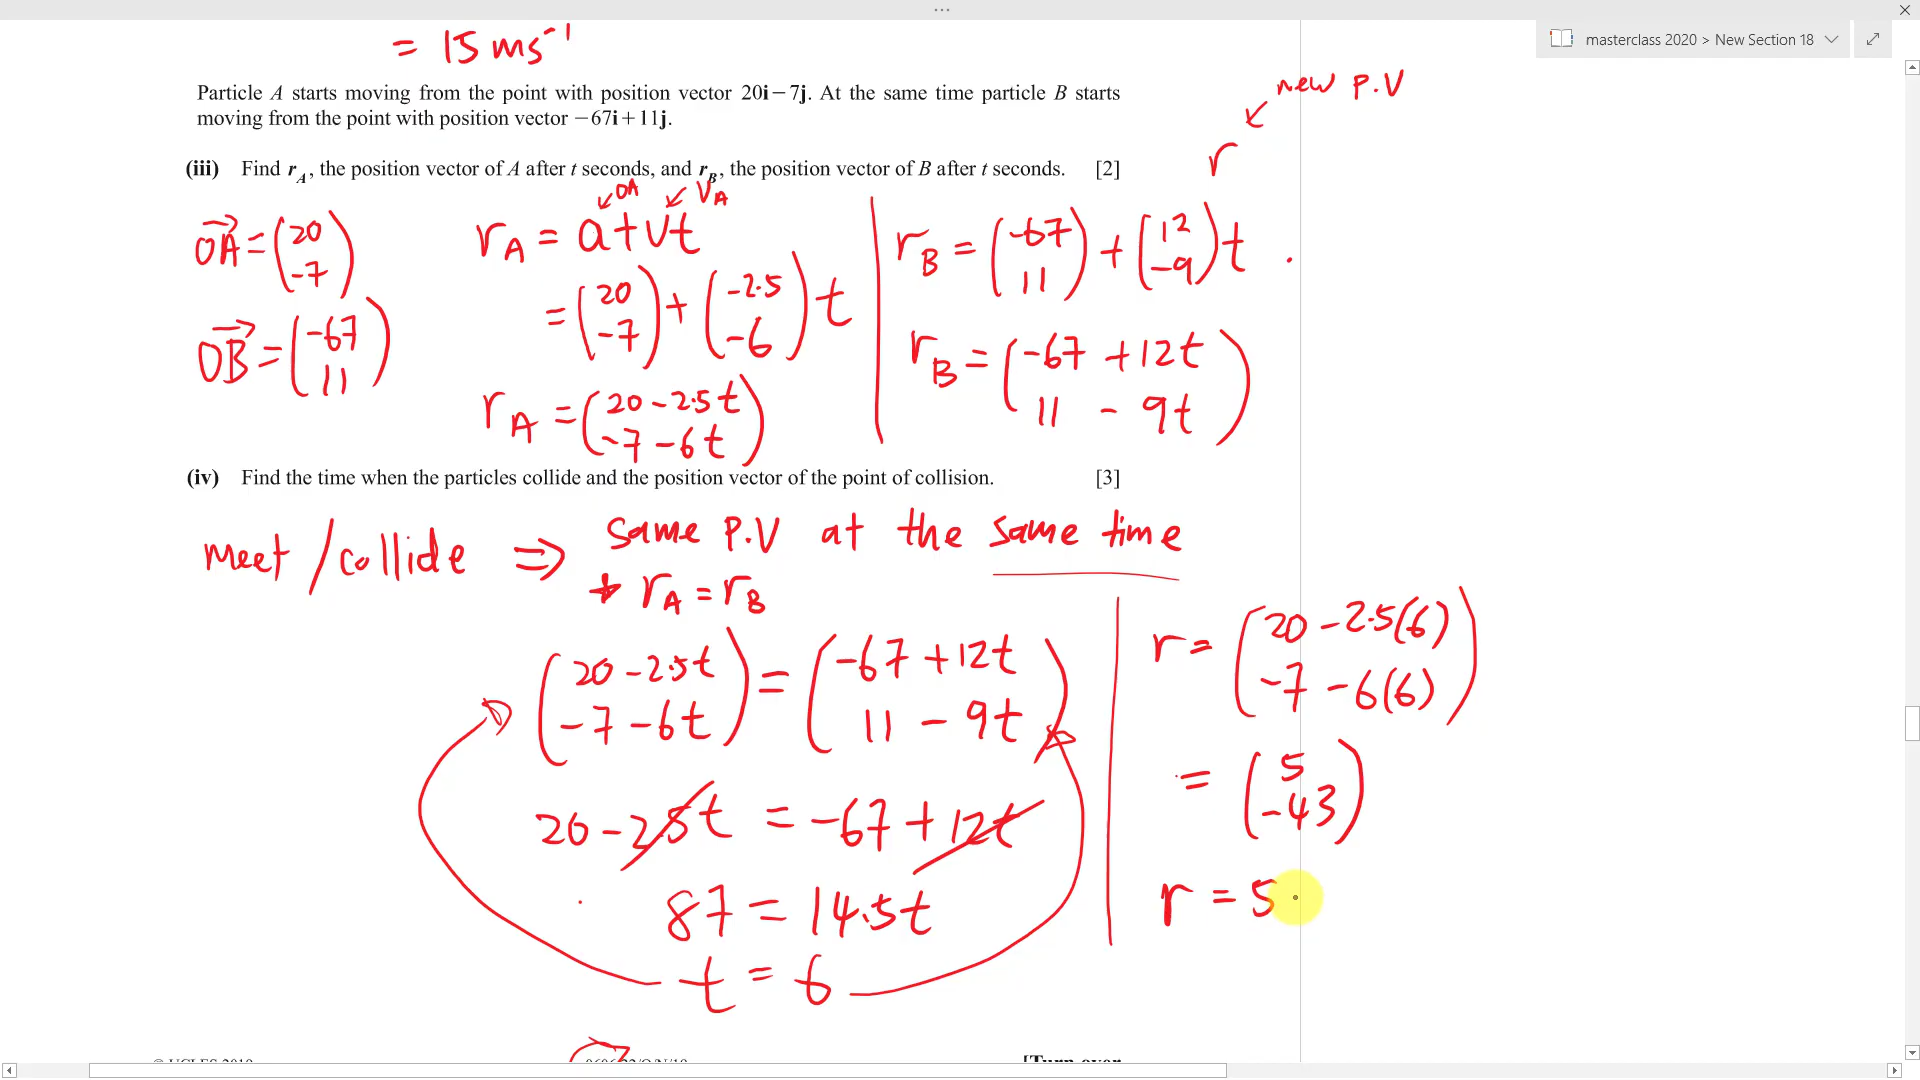 = 15 ms⁻¹
masterclass 2020 > New Section 18
new P.V
Particle A starts moving from the point with position vector 20i − 7j. At the same time particle B starts
moving from the point with position vector −67i + 11j.
r
(iii) Find r_A, the position vector of A after t seconds, and r_B, the position vector of B after t seconds. [2]
OA V_A
OA = (20
-7)
OB = (-67
11)
r_A = a + vt
= (20
-7) + (-2.5
-6) t
r_A = (20 - 2.5t
-7 - 6t)
r_B = (-67
11) + (12
-9) t
r_B = (-67 + 12t
11 - 9t)
(iv) Find the time when the particles collide and the position vector of the point of collision. [3]
meet / collide ⇒ same P.V at the same time
r_A = r_B
(20 - 2.5t
-7 - 6t) = (-67 + 12t
11 - 9t)
20 - 2.5t = -67 + 12t
87 = 14.5t
t = 6
r = (20 - 2.5(6)
-7 - 6(6))
= (5
-43)
r = 5